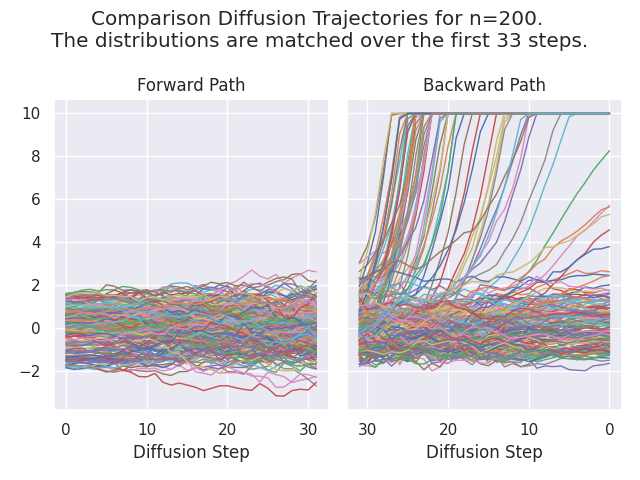 Comparison Diffusion Trajectories for n=200.
The distributions are matched over the first 33 steps.
Forward Path
Backward Path
10
8
6
4
2
0
−2
0
10
20
30
30
20
10
0
Diffusion Step
Diffusion Step